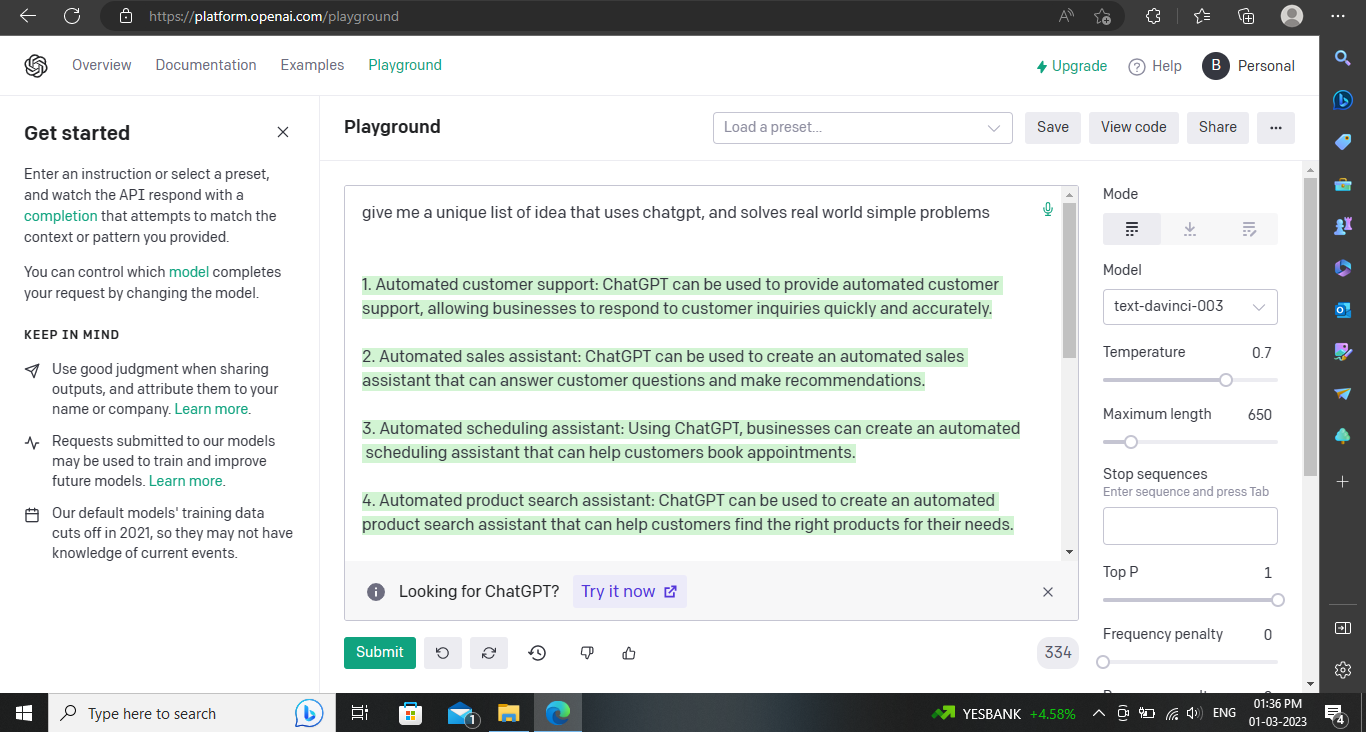 https://platform.openai.com/playground
Overview
Documentation
Examples
Playground
Upgrade
Help
B
Personal
Get started
Enter an instruction or select a preset,
and watch the API respond with a
completion that attempts to match the
context or pattern you provided.
You can control which model completes
your request by changing the model.
KEEP IN MIND
Use good judgment when sharing
outputs, and attribute them to your
name or company. Learn more.
Requests submitted to our models
may be used to train and improve
future models. Learn more.
Our default models' training data
cuts off in 2021, so they may not have
knowledge of current events.
Playground
Load a preset...
Save
View code
Share
...
give me a unique list of idea that uses chatgpt, and solves real world simple problems
1. Automated customer support: ChatGPT can be used to provide automated customer
support, allowing businesses to respond to customer inquiries quickly and accurately.
2. Automated sales assistant: ChatGPT can be used to create an automated sales
assistant that can answer customer questions and make recommendations.
3. Automated scheduling assistant: Using ChatGPT, businesses can create an automated
scheduling assistant that can help customers book appointments.
4. Automated product search assistant: ChatGPT can be used to create an automated
product search assistant that can help customers find the right products for their needs.
Looking for ChatGPT? Try it now
Submit
334
Mode
Model
text-davinci-003
Temperature 0.7
Maximum length 650
Stop sequences
Enter sequence and press Tab
Top P 1
Frequency penalty 0
Type here to search
1
YESBANK +4.58%
ENG
01:36 PM
01-03-2023
4